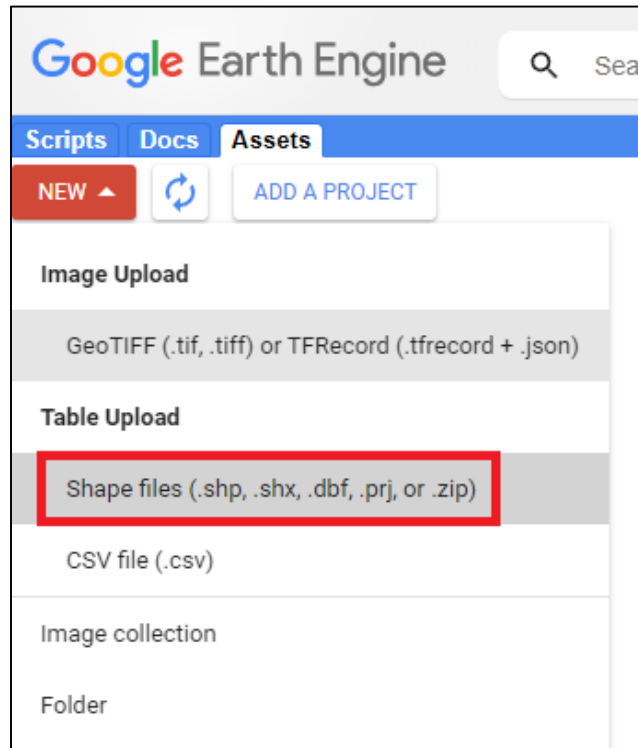 Google Earth Engine
Sea
Scripts Docs Assets
NEW ADD A PROJECT
Image Upload
GeoTIFF (.tif, .tiff) or TFRecord (.tfrecord + .json)
Table Upload
Shape files (.shp, .shx, .dbf, .prj, or .zip)
CSV file (.csv)
Image collection
Folder